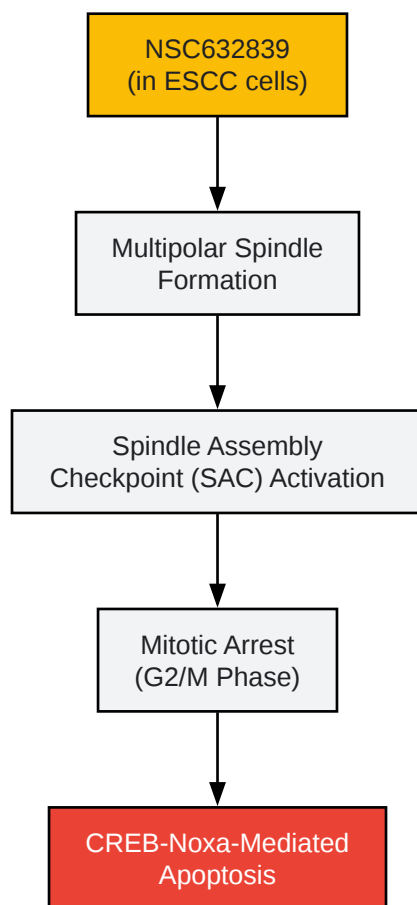 NSC632839
(in ESCC cells)
Multipolar Spindle
Formation
Spindle Assembly
Checkpoint (SAC) Activation
Mitotic Arrest
(G2/M Phase)
CREB-Noxa-Mediated
Apoptosis